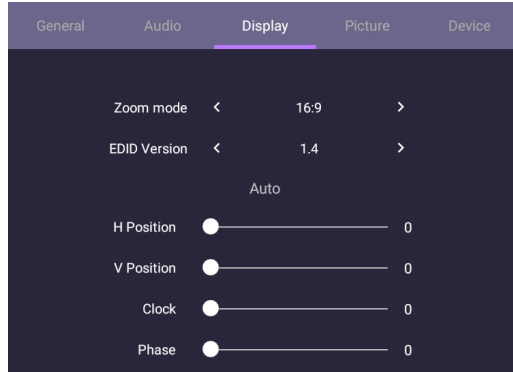 General Audio Display Picture Device
Zoom mode < 16:9 >
EDID Version < 1.4 >
Auto
H Position 0
V Position 0
Clock 0
Phase 0